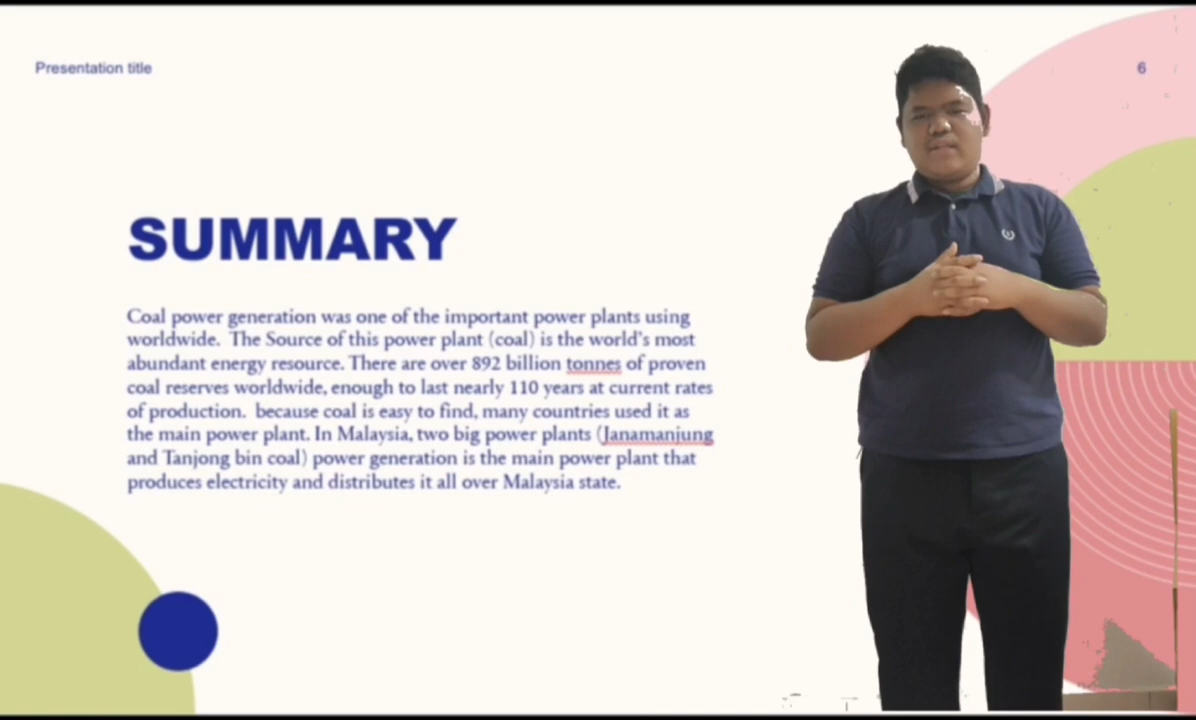 Presentation title
6
SUMMARY
Coal power generation was one of the important power plants using
worldwide.  The Source of this power plant (coal) is the world's most
abundant energy resource. There are over 892 billion tonnes of proven
coal reserves worldwide, enough to last nearly 110 years at current rates
of production.  because coal is easy to find, many countries used it as
the main power plant. In Malaysia, two big power plants (Janamanjung
and Tanjong bin coal) power generation is the main power plant that
produces electricity and distributes it all over Malaysia state.